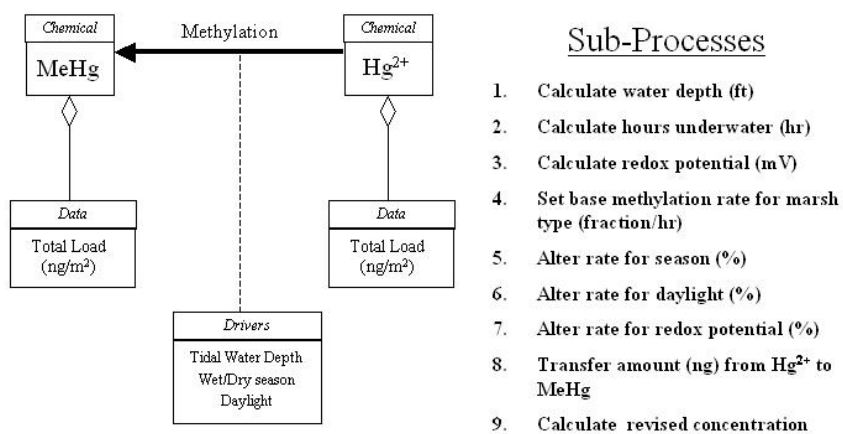 Chemical
MeHg
Methylation
Chemical
Hg²⁺
Data
Total Load
(ng/m²)
Data
Total Load
(ng/m²)
Drivers
Tidal Water Depth
Wet/Dry season
Daylight
Sub-Processes
1. Calculate water depth (ft)
2. Calculate hours underwater (hr)
3. Calculate redox potential (mV)
4. Set base methylation rate for marsh
type (fraction/hr)
5. Alter rate for season (%)
6. Alter rate for daylight (%)
7. Alter rate for redox potential (%)
8. Transfer amount (ng) from Hg²⁺ to
MeHg
9. Calculate revised concentration